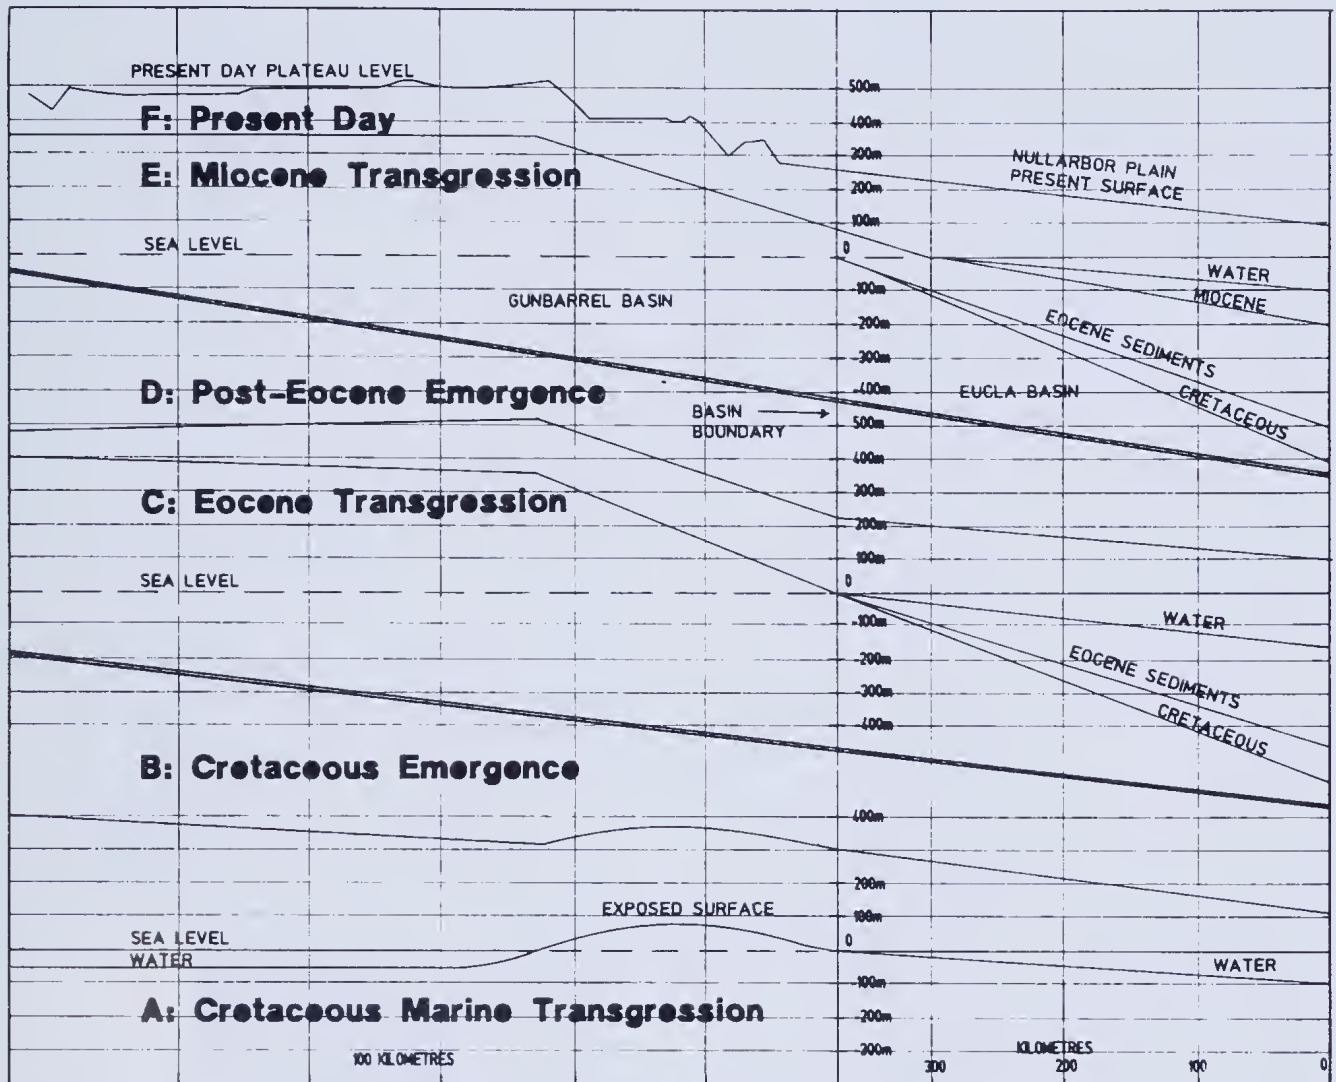 PRESENT DAY PLATEAU LEVEL
500m
F: Present Day
400m
E: Miocene Transgression
300m
NULLARBOR PLAIN
PRESENT SURFACE
200m
100m
SEA LEVEL
0
WATER
GUNBARREL BASIN
-100m
MIOCENE
-200m
EOCENE SEDIMENTS
-300m
D: Post-Eocene Emergence
-400m
EUCLA BASIN
CRETACEOUS
BASIN
BOUNDARY
500m
400m
C: Eocene Transgression
300m
200m
100m
SEA LEVEL
0
-100m
WATER
-200m
EOCENE SEDIMENTS
-300m
CRETACEOUS
-400m
B: Cretaceous Emergence
400m
200m
EXPOSED SURFACE
100m
SEA LEVEL
0
WATER
WATER
-100m
A: Cretaceous Marine Transgression
-200m
100 KILOMETRES
-300m
KILOMETRES
300
200
100
0